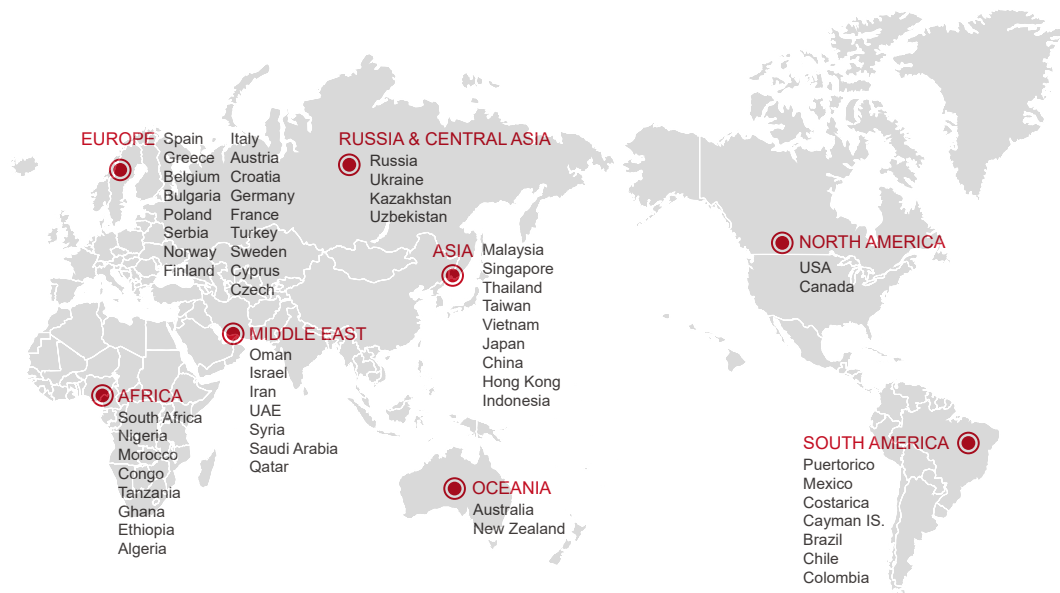 EUROPE
Spain
Greece
Belgium
Bulgaria
Poland
Serbia
Norway
Finland
Italy
Austria
Croatia
Germany
France
Turkey
Sweden
Cyprus
Czech
RUSSIA & CENTRAL ASIA
Russia
Ukraine
Kazakhstan
Uzbekistan
ASIA
Malaysia
Singapore
Thailand
Taiwan
Vietnam
Japan
China
Hong Kong
Indonesia
NORTH AMERICA
USA
Canada
MIDDLE EAST
Oman
Israel
Iran
UAE
Syria
Saudi Arabia
Qatar
AFRICA
South Africa
Nigeria
Morocco
Congo
Tanzania
Ghana
Ethiopia
Algeria
OCEANIA
Australia
New Zealand
SOUTH AMERICA
Puertorico
Mexico
Costarica
Cayman IS.
Brazil
Chile
Colombia